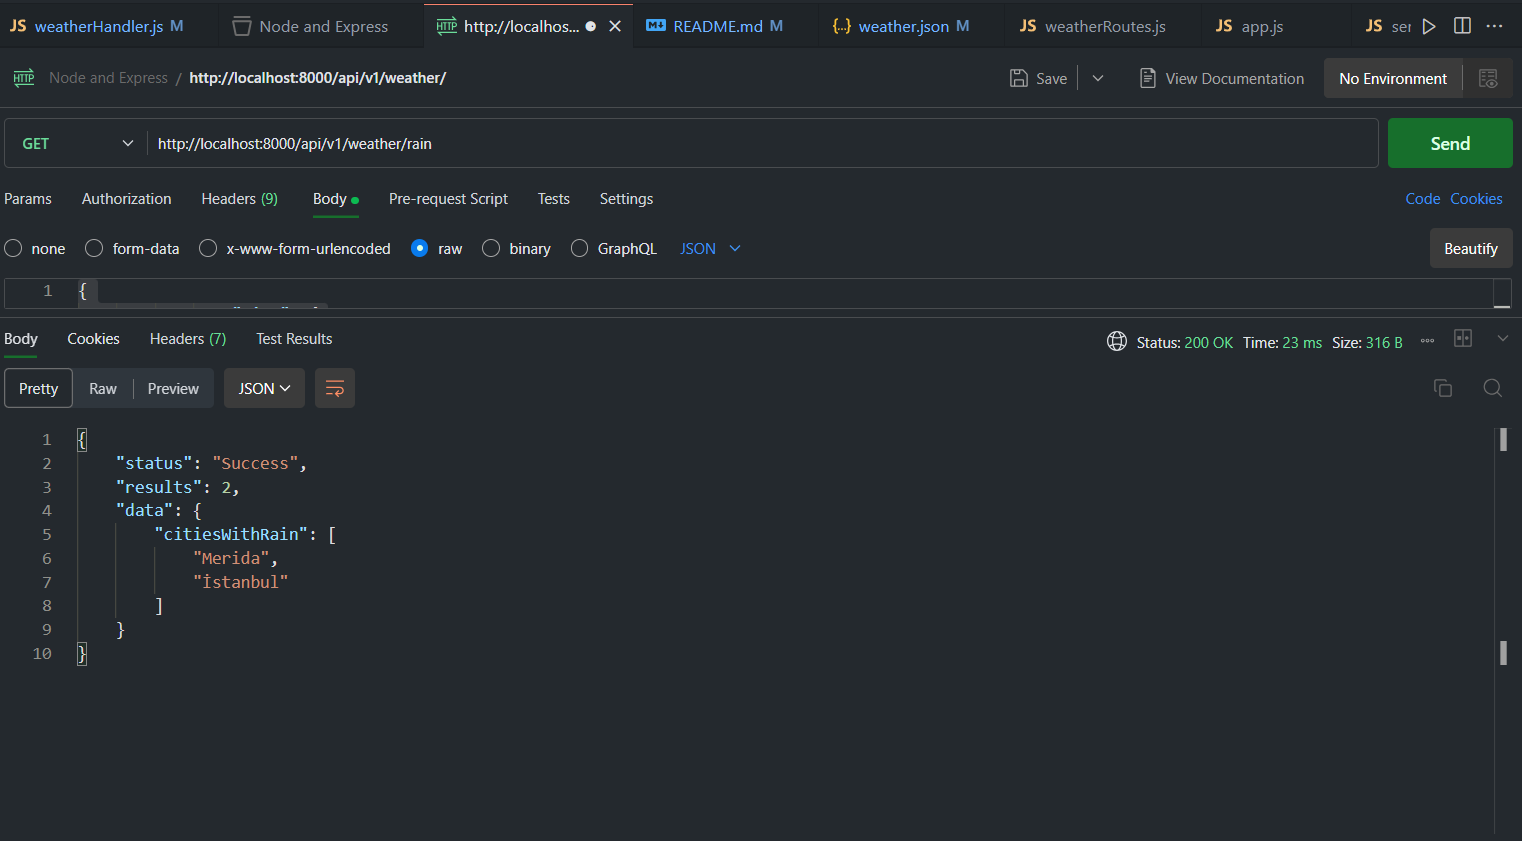 JS weatherHandler.js M
Node and Express
HTTP http://localhos...
README.md M
{..} weather.json M
JS weatherRoutes.js
JS app.js
JS ser
...
HTTP Node and Express / http://localhost:8000/api/v1/weather/
Save
View Documentation
No Environment
GET http://localhost:8000/api/v1/weather/rain
Send
Params Authorization Headers (9) Body Pre-request Script Tests Settings
Code Cookies
none form-data x-www-form-urlencoded raw binary GraphQL JSON
Beautify
1 {
Body Cookies Headers (7) Test Results
Status: 200 OK Time: 23 ms Size: 316 B
Pretty Raw Preview JSON
1 {
2 "status": "Success",
3 "results": 2,
4 "data": {
5 "citiesWithRain": [
6 "Merida",
7 "İstanbul"
8 ]
9 }
10 }